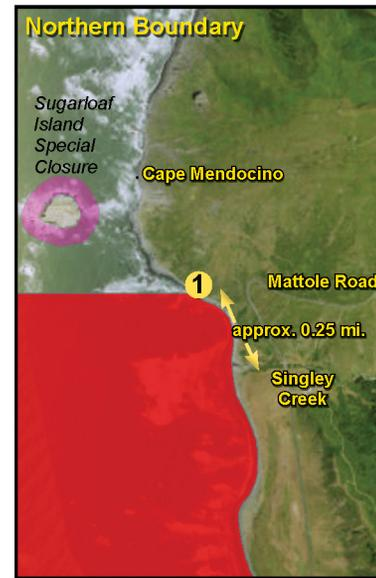 Northern Boundary
Sugarloaf
Island
Special
Closure
Cape Mendocino
1
Mattole Road
approx. 0.25 mi.
Singley
Creek